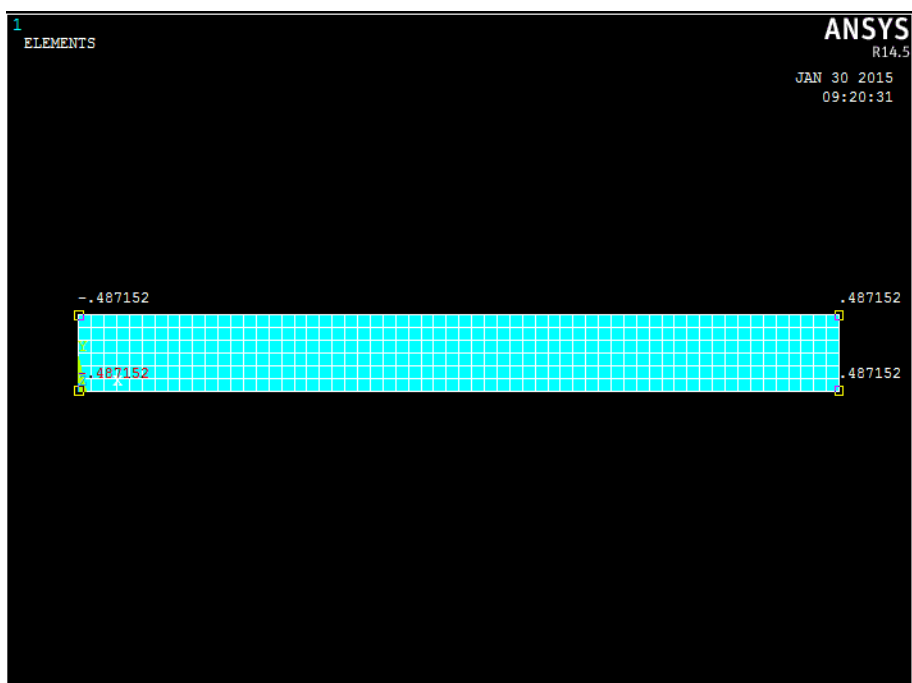 1
ELEMENTS
ANSYS
R14.5
JAN 30 2015
09:20:31
-.487152
.487152
Y
-.487152
X
.487152